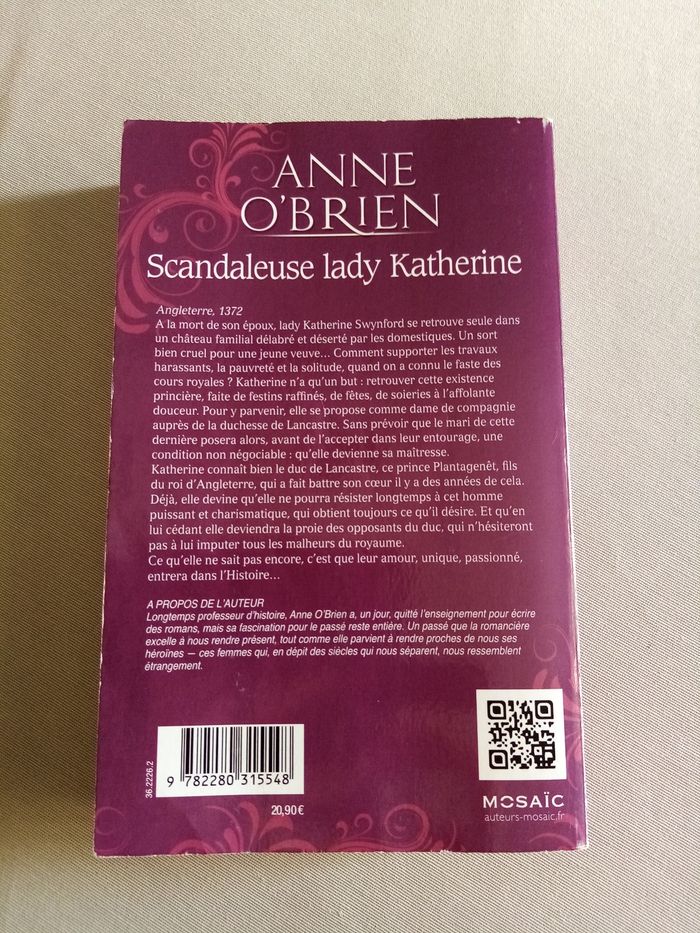 ANNE
O'BRIEN
Scandaleuse lady Katherine
Angleterre, 1372
A la mort de son époux, lady Katherine Swynford se retrouve seule dans
un château familial délabré et déserté par les domestiques. Un sort
bien cruel pour une jeune veuve… Comment supporter les travaux
harassants, la pauvreté et la solitude, quand on a connu le faste des
cours royales ? Katherine n'a qu'un but : retrouver cette existence
princière, faite de festins raffinés, de fêtes, de soieries à l'affolante
douceur. Pour y parvenir, elle se propose comme dame de compagnie
auprès de la duchesse de Lancastre. Sans prévoir que le mari de cette
dernière posera alors, avant de l'accepter dans leur entourage, une
condition non négociable : qu'elle devienne sa maîtresse.
Katherine connaît bien le duc de Lancastre, ce prince Plantagenêt, fils
du roi d'Angleterre, qui a fait battre son cœur il y a des années de cela.
Déjà, elle devine qu'elle ne pourra résister longtemps à cet homme
puissant et charismatique, qui obtient toujours ce qu'il désire. Et qu'en
lui cédant elle deviendra la proie des opposants du duc, qui n'hésiteront
pas à lui imputer tous les malheurs du royaume.
Ce qu'elle ne sait pas encore, c'est que leur amour, unique, passionné,
entrera dans l'Histoire…
A PROPOS DE L'AUTEUR
Longtemps professeur d'histoire, Anne O'Brien a, un jour, quitté l'enseignement pour écrire
des romans, mais sa fascination pour le passé reste entière. Un passé que la romancière
excelle à nous rendre présent, tout comme elle parvient à rendre proches de nous ses
héroïnes — ces femmes qui, en dépit des siècles qui nous séparent, nous ressemblent
étrangement.
36.2226.2
9 782280 315548
20,90 €
MOSAÏC
auteurs-mosaic.fr